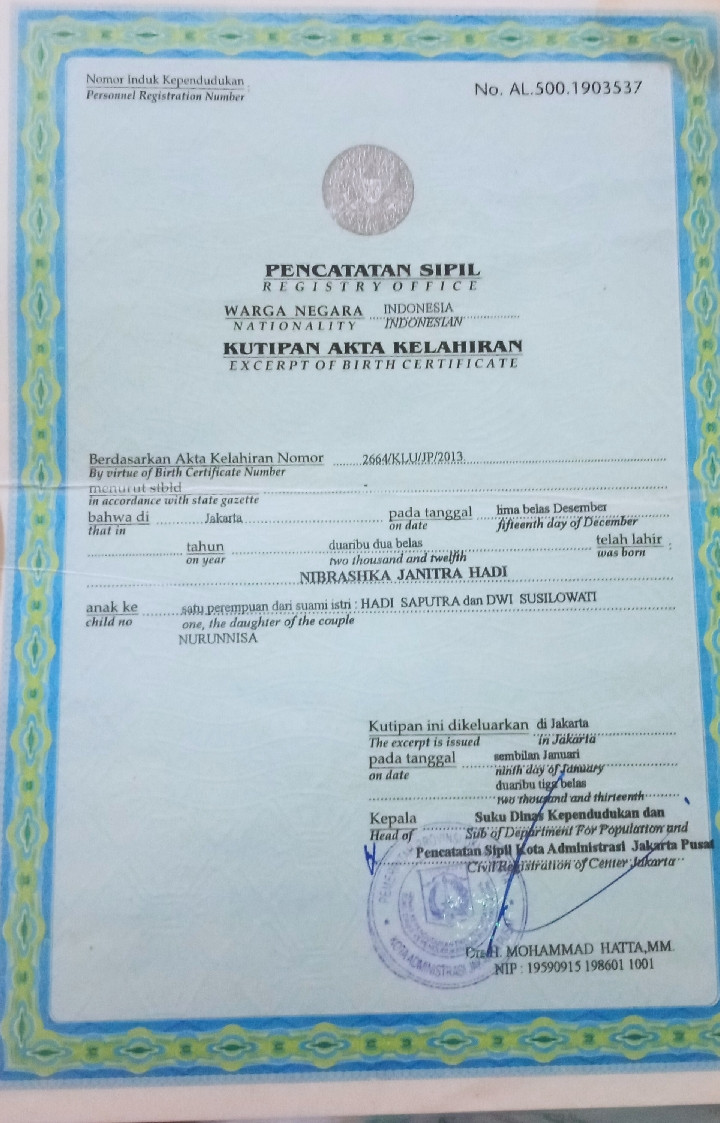 Nomor Induk Kependudukan
Personnel Registration Number
No. AL.500.1903537
PENCATATAN SIPIL
REGISTRY OFFICE
WARGA NEGARA INDONESIA
NATIONALITY INDONESIAN
KUTIPAN AKTA KELAHIRAN
EXCERPT OF BIRTH CERTIFICATE
Berdasarkan Akta Kelahiran Nomor 2664/KLU/JP/2013
By virtue of Birth Certificate Number
menurut stbld
in accordance with state gazette
bahwa di Jakarta pada tanggal lima belas Desember
that in on date fifteenth day of December
tahun duaribu dua belas telah lahir :
on year two thousand and twelfth was born
NIBRASHKA JANITRA HADI
anak ke satu perempuan dari suami istri : HADI SAPUTRA dan DWI SUSILOWATI
child no one, the daughter of the couple
NURUNNISA
Kutipan ini dikeluarkan di Jakarta
The excerpt is issued in Jakarta
pada tanggal sembilan Januari
on date ninth day of January
duaribu tiga belas
two thousand and thirteenth
Kepala Suku Dinas Kependudukan dan
Head of Sub of Department For Population and
Pencatatan Sipil Kota Administrasi Jakarta Pusat
Civil Registration of Center Jakarta
H. MOHAMMAD HATTA,MM.
NIP : 19590915 198601 1001